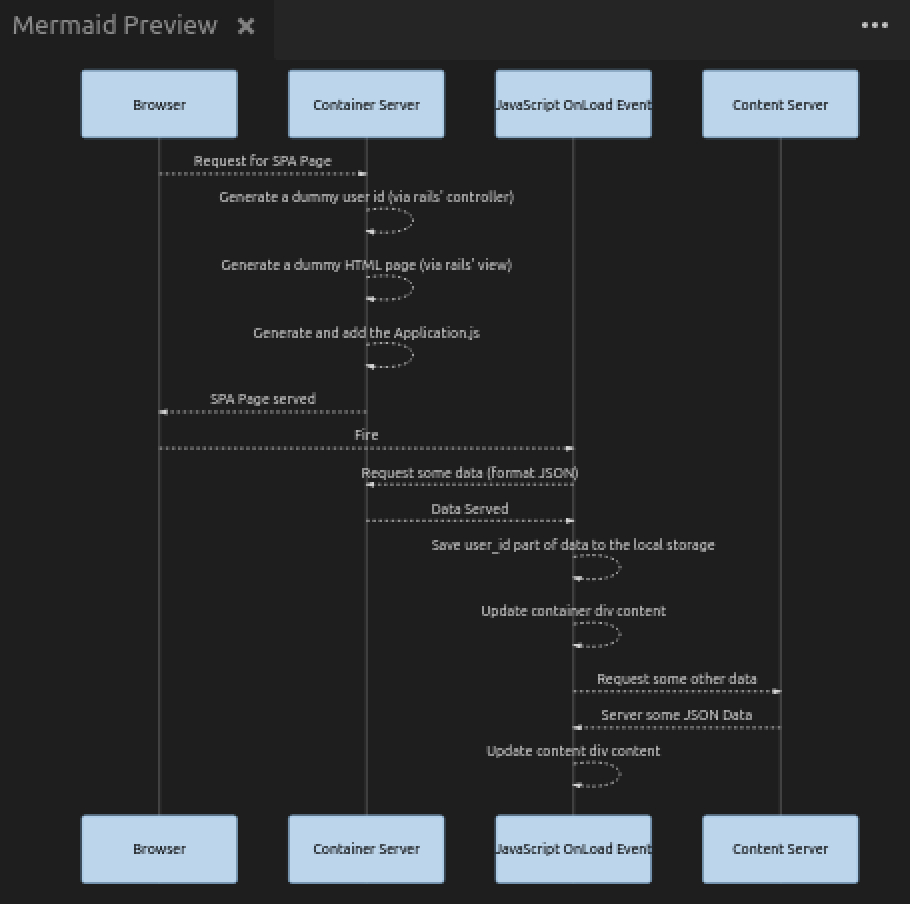 Mermaid Preview
Browser
Container Server
JavaScript OnLoad Event
Content Server
Request for SPA Page
Generate a dummy user id (via rails' controller)
Generate a dummy HTML page (via rails' view)
Generate and add the Application.js
SPA Page served
Fire
Request some data (format JSON)
Data Served
Save user_id part of data to the local storage
Update container div content
Request some other data
Server some JSON Data
Update content div content
Browser
Container Server
JavaScript OnLoad Event
Content Server